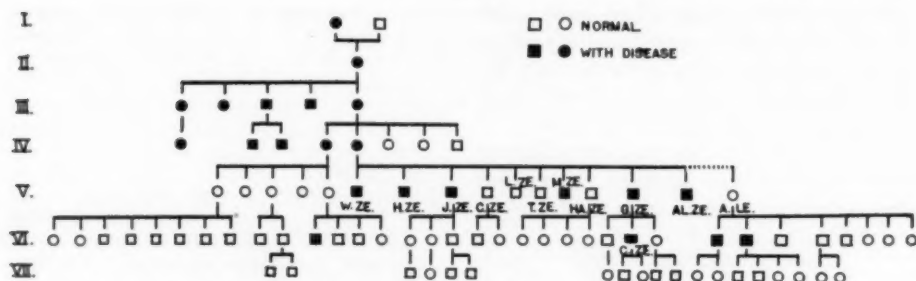 I.
NORMAL.
WITH DISEASE
II.
III.
IV.
L. ZE. M. ZE.
V.
W. ZE. H. ZE. J. ZE. C. ZE. T. ZE. HA. ZE. G. ZE. AL. ZE. A. LE.
VI.
C. ZE.
VII.